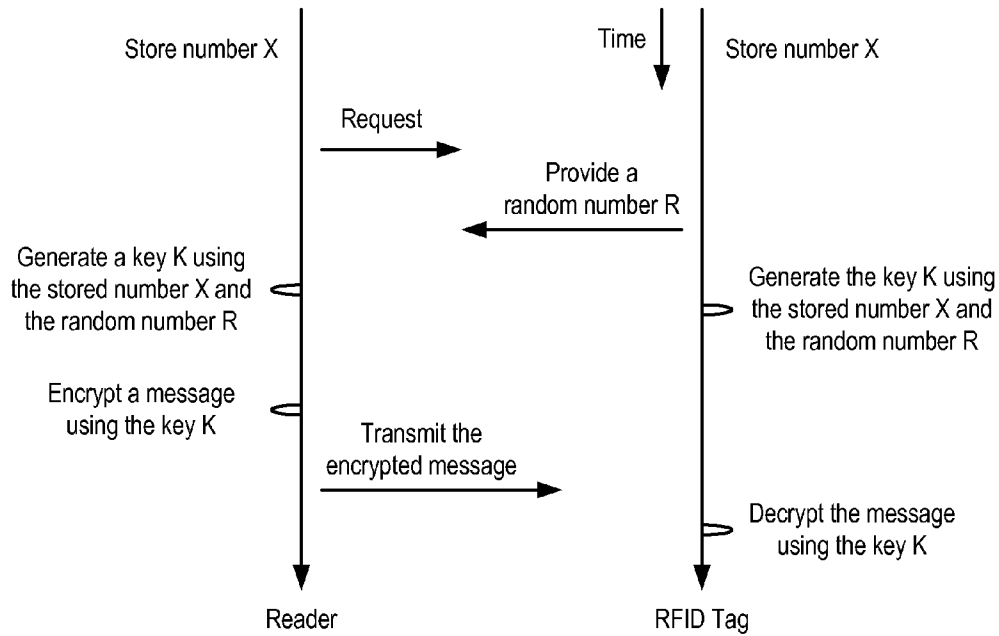 Store number X
Time
Store number X
Request
Provide a
random number R
Generate a key K using
the stored number X and
the random number R
Generate the key K using
the stored number X and
the random number R
Encrypt a message
using the key K
Transmit the
encrypted message
Decrypt the message
using the key K
Reader
RFID Tag